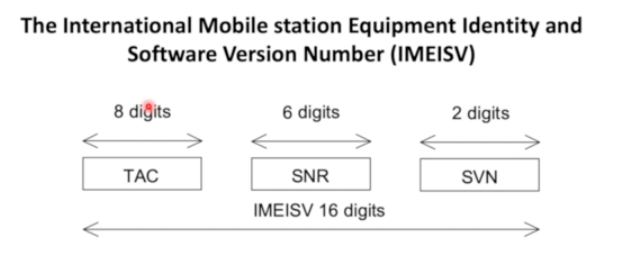 The International Mobile station Equipment Identity and
Software Version Number (IMEISV)
8 digits 6 digits 2 digits
TAC SNR SVN
IMEISV 16 digits